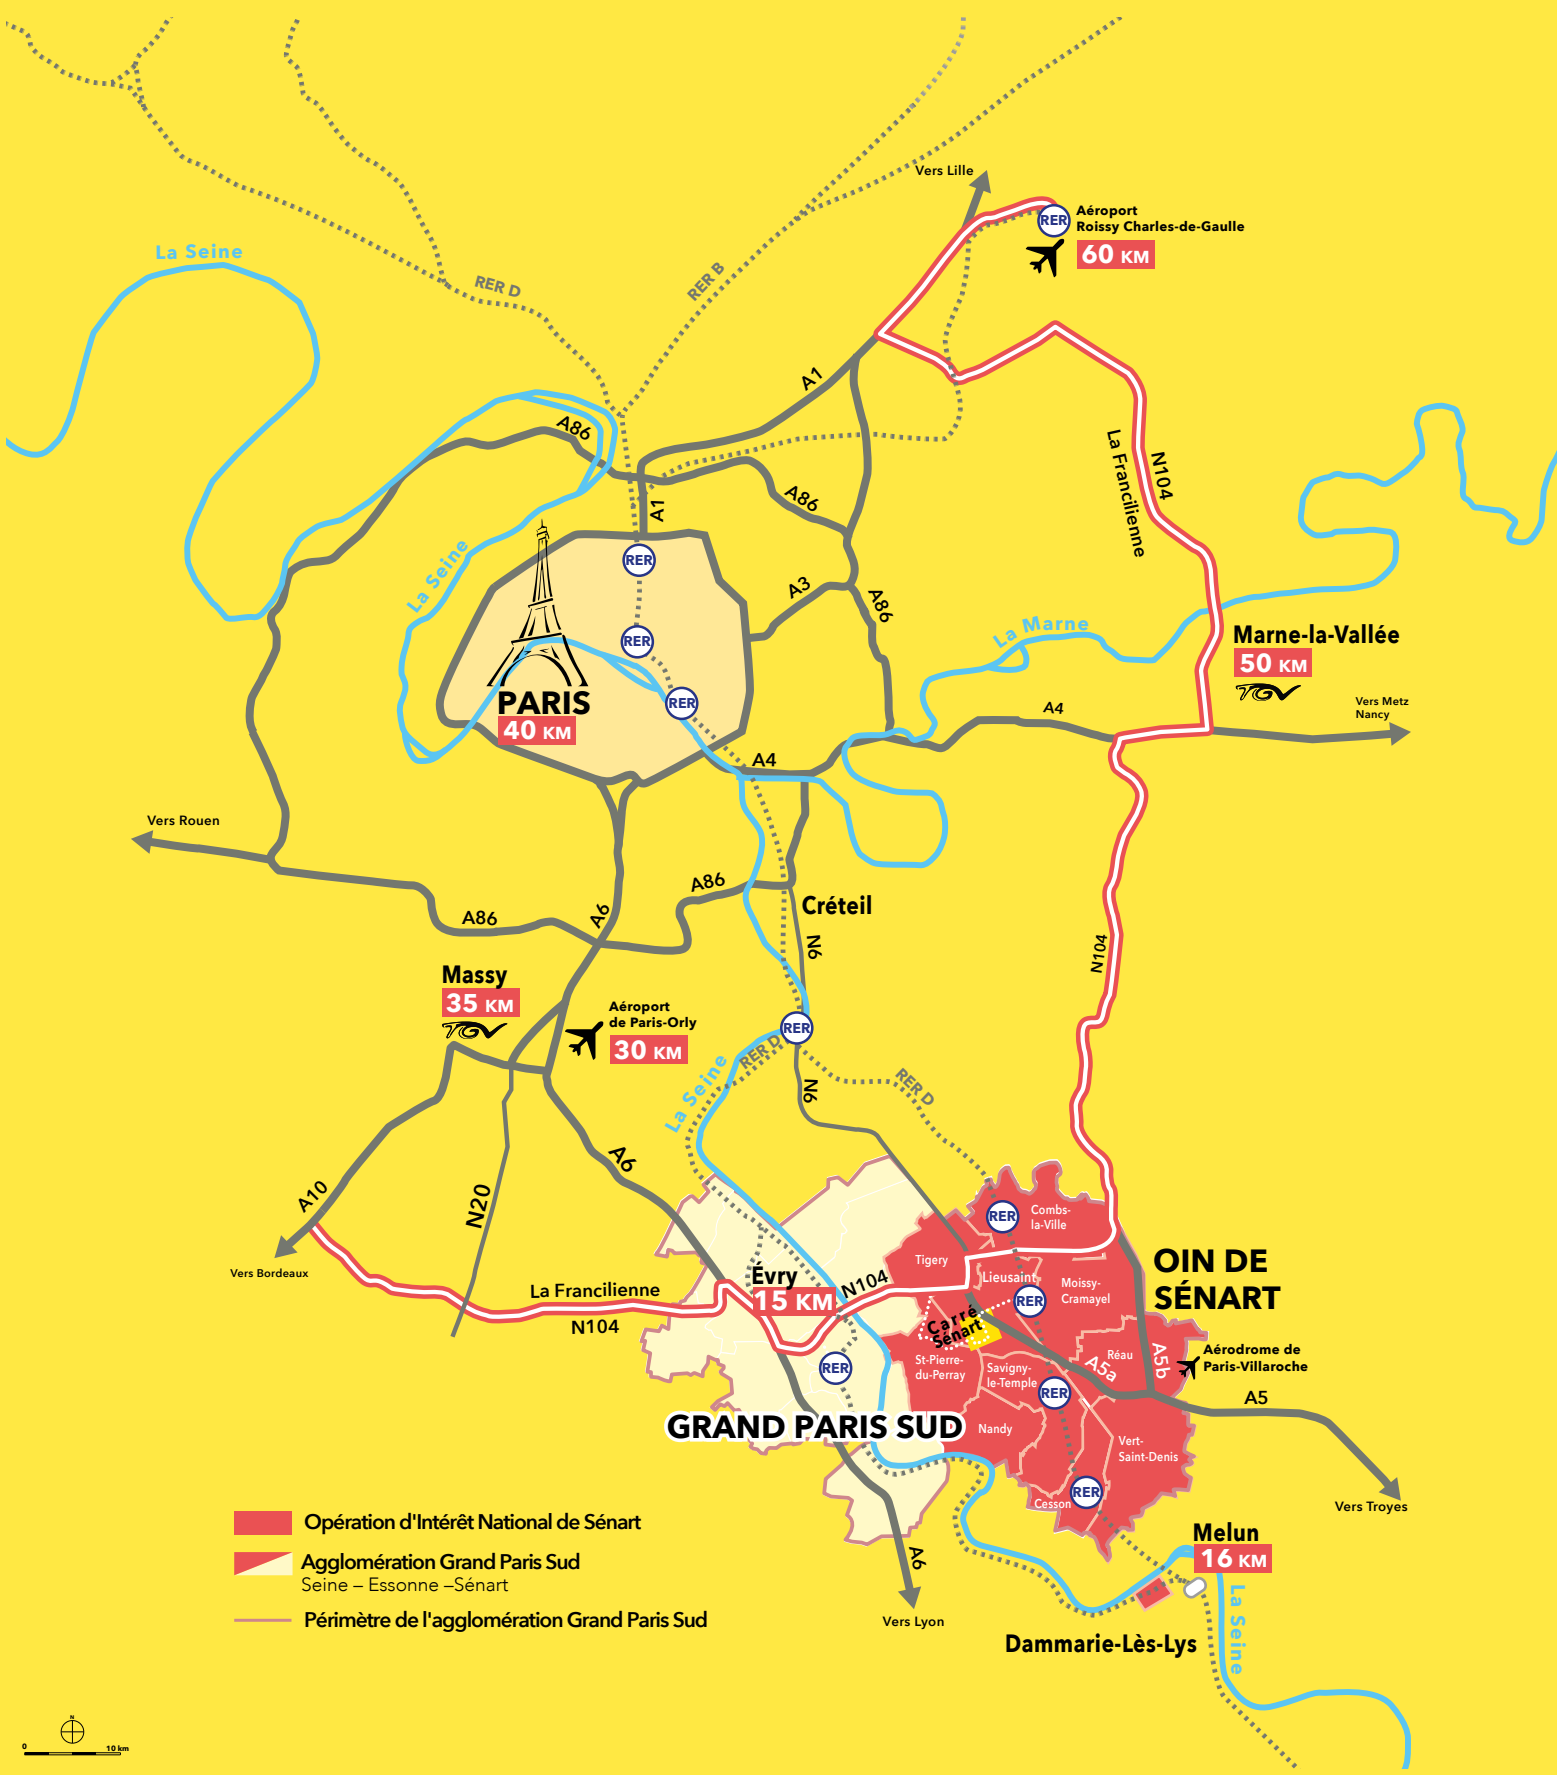 Vers Lille
RER
Aéroport
Roissy Charles-de-Gaulle
60 KM
La Seine
RER D
RER B
A1
A86
La Francilienne
N104
A86
A1
La Seine
RER
A3
A86
RER
La Marne
Marne-la-Vallée
50 KM
TGV
PARIS
40 KM
RER
A4
Vers Metz
Nancy
A4
Vers Rouen
A86
A86
A6
Créteil
N6
N104
Massy
35 KM
TGV
Aéroport
de Paris-Orly
30 KM
RER
RER D
La Seine
N6
RER D
A6
A10
N20
Vers Bordeaux
La Francilienne
N104
Évry
15 KM
N104
RER
Combs-
la-Ville
Tigery
Lieusaint
RER
Moissy-
Cramayel
OIN DE
SÉNART
Carré
Sénart
St-Pierre-
du-Perray
Savigny-
le-Temple
RER
Réau
A5a
A5b
Aérodrome de
Paris-Villaroche
A5
RER
GRAND PARIS SUD
Nandy
Vert-
Saint-Denis
Cesson
RER
Vers Troyes
A6
Vers Lyon
Melun
16 KM
La Seine
Dammarie-Lès-Lys
Opération d'Intérêt National de Sénart
Agglomération Grand Paris Sud
Seine – Essonne –Sénart
Périmètre de l'agglomération Grand Paris Sud
N
0 10 km